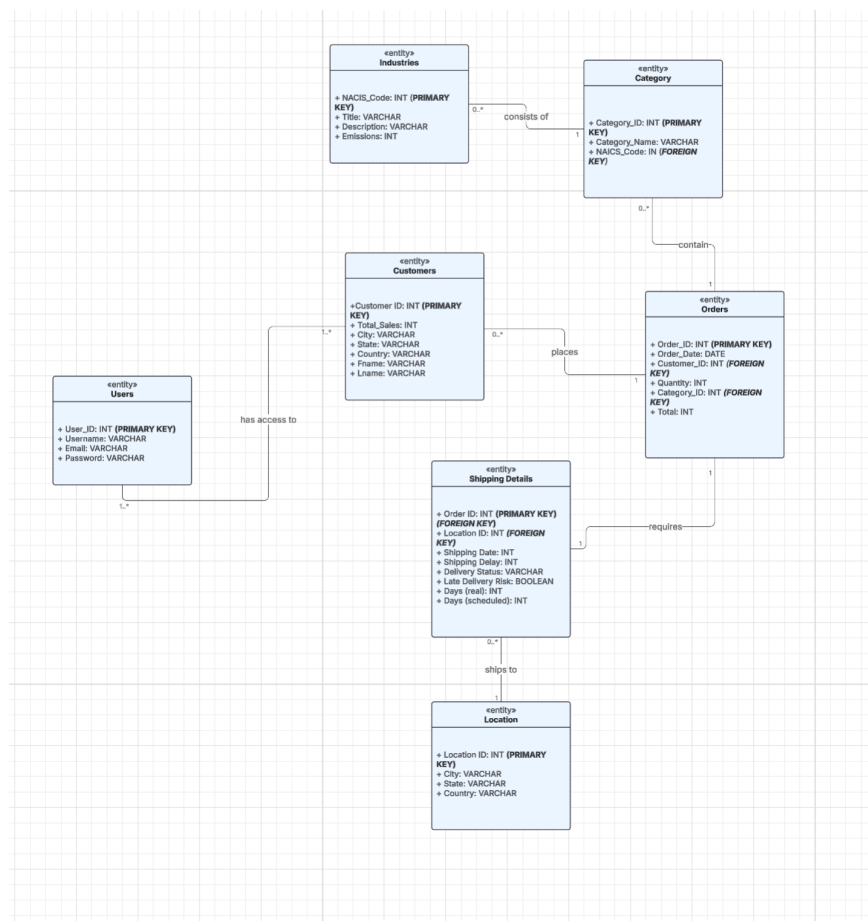 «entity»
Industries
+ NACIS_Code: INT (PRIMARY
KEY)
+ Title: VARCHAR
+ Description: VARCHAR
+ Emissions: INT
0..*
consists of
1
«entity»
Category
+ Category_ID: INT (PRIMARY
KEY)
+ Category_Name: VARCHAR
+ NAICS_Code: IN (FOREIGN
KEY)
0..*
contain
1
«entity»
Customers
+Customer ID: INT (PRIMARY
KEY)
+ Total_Sales: INT
+ City: VARCHAR
+ State: VARCHAR
+ Country: VARCHAR
+ Fname: VARCHAR
+ Lname: VARCHAR
1..*
0..*
places
1
«entity»
Orders
+ Order_ID: INT (PRIMARY KEY)
+ Order_Date: DATE
+ Customer_ID: INT (FOREIGN
KEY)
+ Quantity: INT
+ Category_ID: INT (FOREIGN
KEY)
+ Total: INT
«entity»
Users
+ User_ID: INT (PRIMARY KEY)
+ Username: VARCHAR
+ Email: VARCHAR
+ Password: VARCHAR
has access to
1..*
«entity»
Shipping Details
+ Order ID: INT (PRIMARY KEY)
(FOREIGN KEY)
+ Location ID: INT (FOREIGN
KEY)
+ Shipping Date: INT
+ Shipping Delay: INT
+ Delivery Status: VARCHAR
+ Late Delivery Risk: BOOLEAN
+ Days (real): INT
+ Days (scheduled): INT
1
requires
1
0..*
ships to
1
«entity»
Location
+ Location ID: INT (PRIMARY
KEY)
+ City: VARCHAR
+ State: VARCHAR
+ Country: VARCHAR